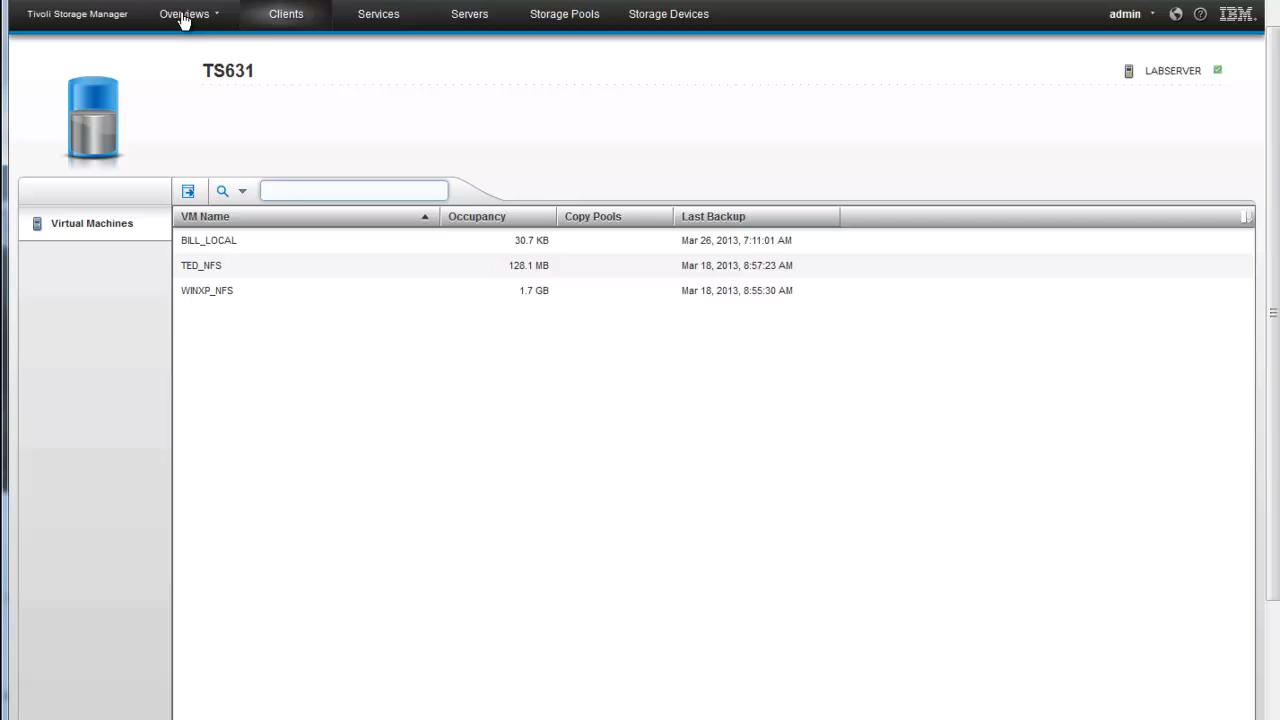 Tivoli Storage Manager Overviews Clients Services Servers Storage Pools Storage Devices admin IBM
TS631
LABSERVER
Virtual Machines
VM Name Occupancy Copy Pools Last Backup
BILL_LOCAL 30.7 KB Mar 26, 2013, 7:11:01 AM
TED_NFS 128.1 MB Mar 18, 2013, 8:57:23 AM
WINXP_NFS 1.7 GB Mar 18, 2013, 8:55:30 AM